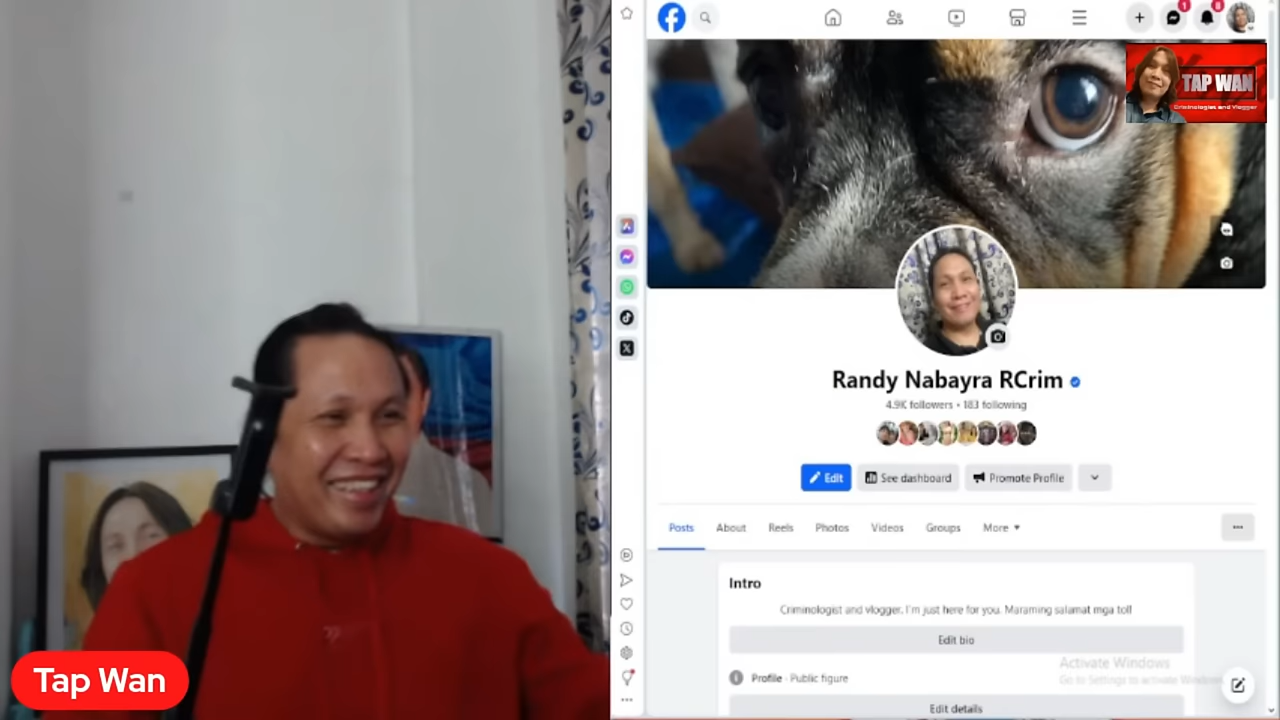 TAP WAN
Criminologist and Vlogger
1
8
Randy Nabayra RCrim
4.9K followers • 183 following
Edit
See dashboard
Promote Profile
Posts
About
Reels
Photos
Videos
Groups
More
Intro
Criminologist and vlogger. I'm just here for you. Maraming salamat mga tol!
Edit bio
Profile · Public figure
Activate Windows
Go to Settings to activate Windows
Edit details
Tap Wan